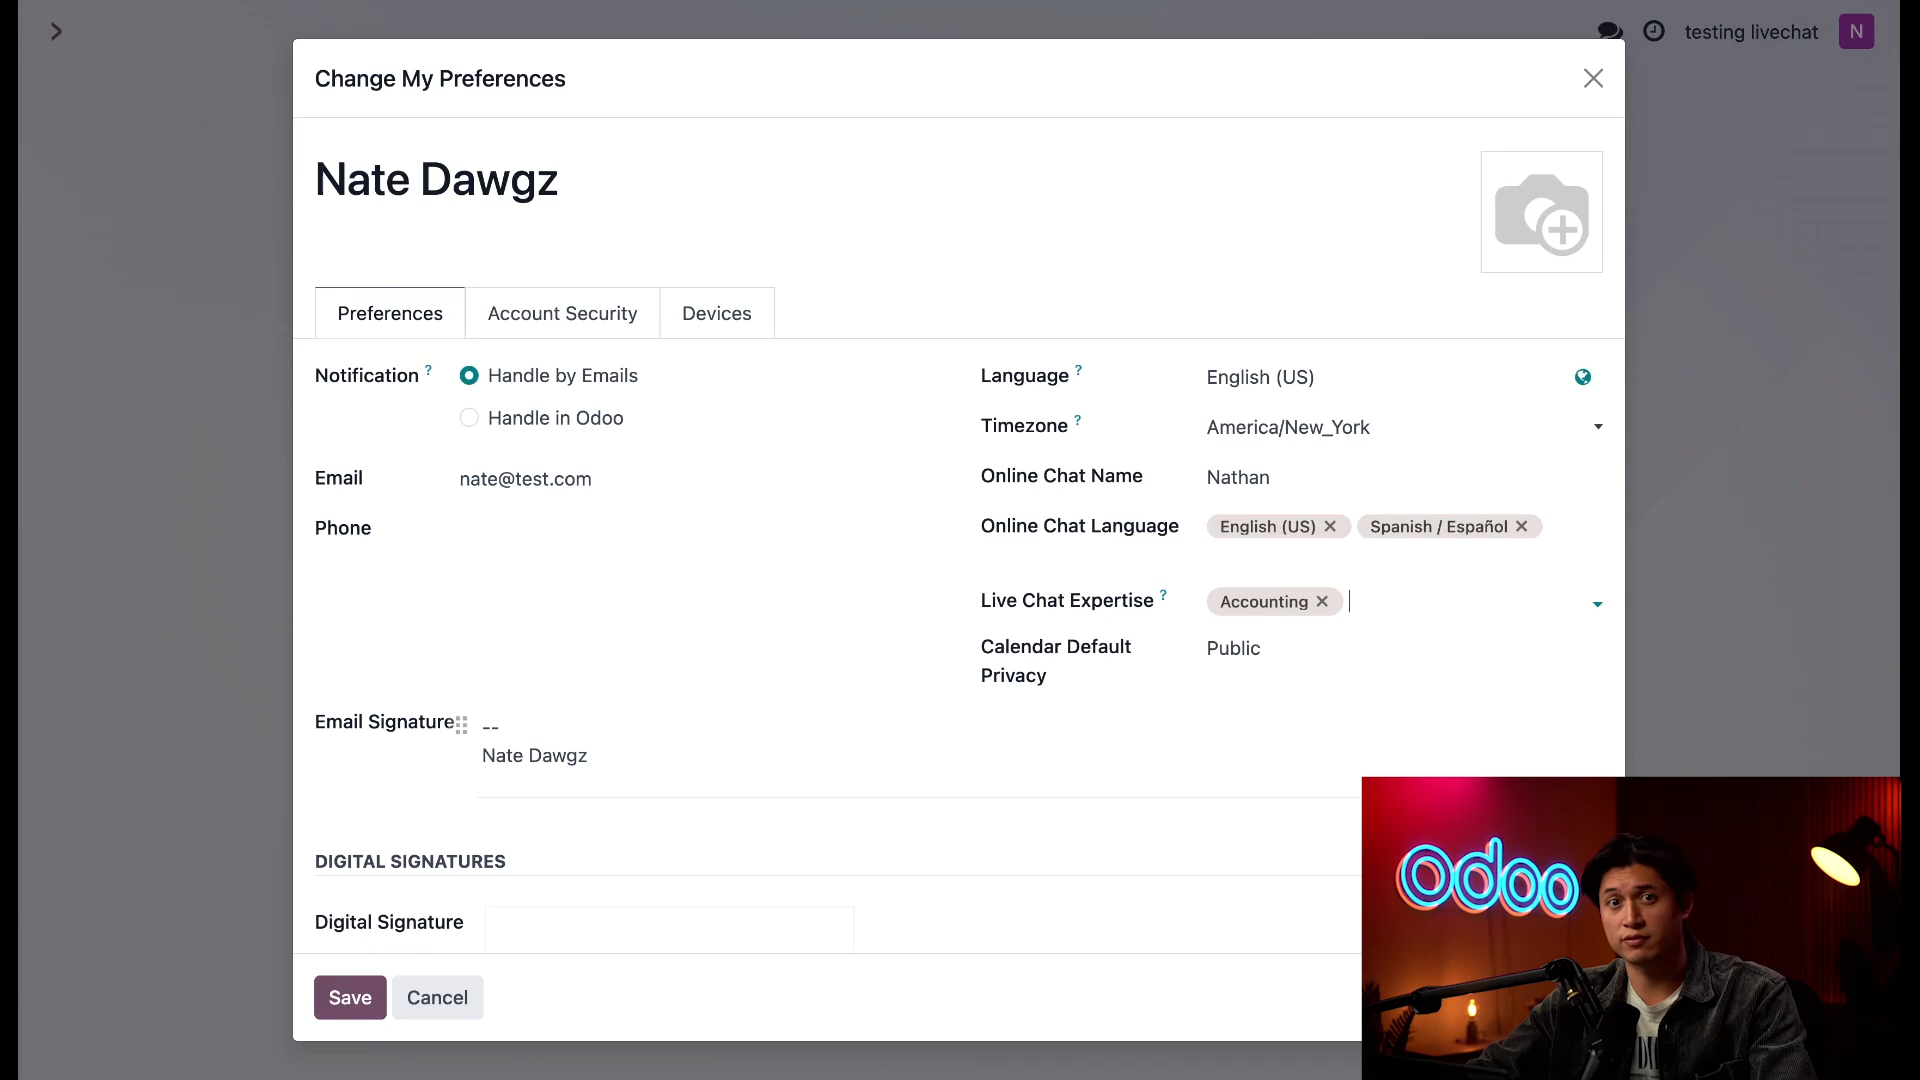 testing livechat
N
Change My Preferences
Nate Dawgz
Preferences
Account Security
Devices
Notification ?
Handle by Emails
Handle in Odoo
Email
nate@test.com
Phone
Language ?
English (US)
Timezone ?
America/New_York
Online Chat Name
Nathan
Online Chat Language
English (US)
Spanish / Español
Live Chat Expertise ?
Accounting
Calendar Default
Privacy
Public
Email Signature
--
Nate Dawgz
DIGITAL SIGNATURES
Digital Signature
Save
Cancel
odoo